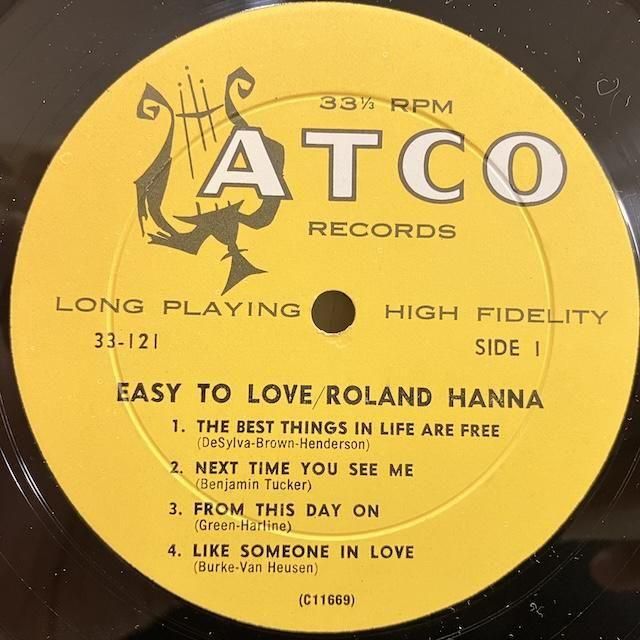 33⅓ RPM
ATCO
RECORDS
LONG PLAYING HIGH FIDELITY
33-121 SIDE 1
EASY TO LOVE/ROLAND HANNA
1. THE BEST THINGS IN LIFE ARE FREE
(DeSylva-Brown-Henderson)
2. NEXT TIME YOU SEE ME
(Benjamin Tucker)
3. FROM THIS DAY ON
(Green-Harline)
4. LIKE SOMEONE IN LOVE
(Burke-Van Heusen)
(C11669)